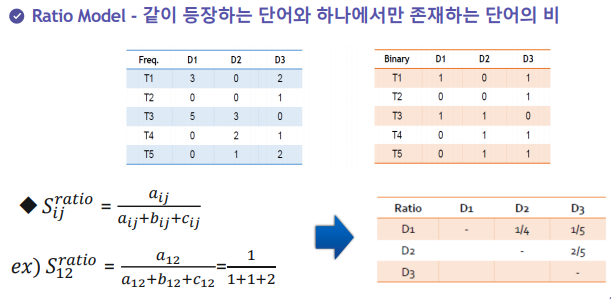 Ratio Model - 같이 등장하는 단어와 하나에서만 존재하는 단어의 비
Freq. D1 D2 D3
T1 3 0 2
T2 0 0 1
T3 5 3 0
T4 0 2 1
T5 0 1 2
Binary D1 D2 D3
T1 1 0 1
T2 0 0 1
T3 1 1 0
T4 0 1 1
T5 0 1 1
◆ S_{ij}^{ratio} = \frac{a_{ij}}{a_{ij}+b_{ij}+c_{ij}}
ex) S_{12}^{ratio} = \frac{a_{12}}{a_{12}+b_{12}+c_{12}} = \frac{1}{1+1+2}
Ratio D1 D2 D3
D1 - 1/4 1/5
D2 - 2/5
D3 -